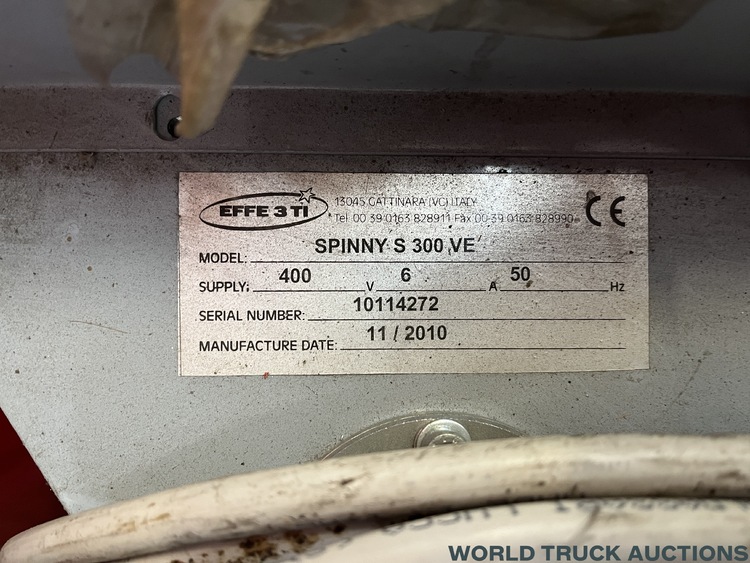 EFFE 3 TI
13045 GATTINARA (VC) ITALY
Tel. 00 39 0163 828911 Fax 00 39 0163 828990
CE
MODEL: SPINNY S 300 VE
SUPPLY: 400 V 6 A 50 Hz
SERIAL NUMBER: 10114272
MANUFACTURE DATE: 11 / 2010
WORLD TRUCK AUCTIONS